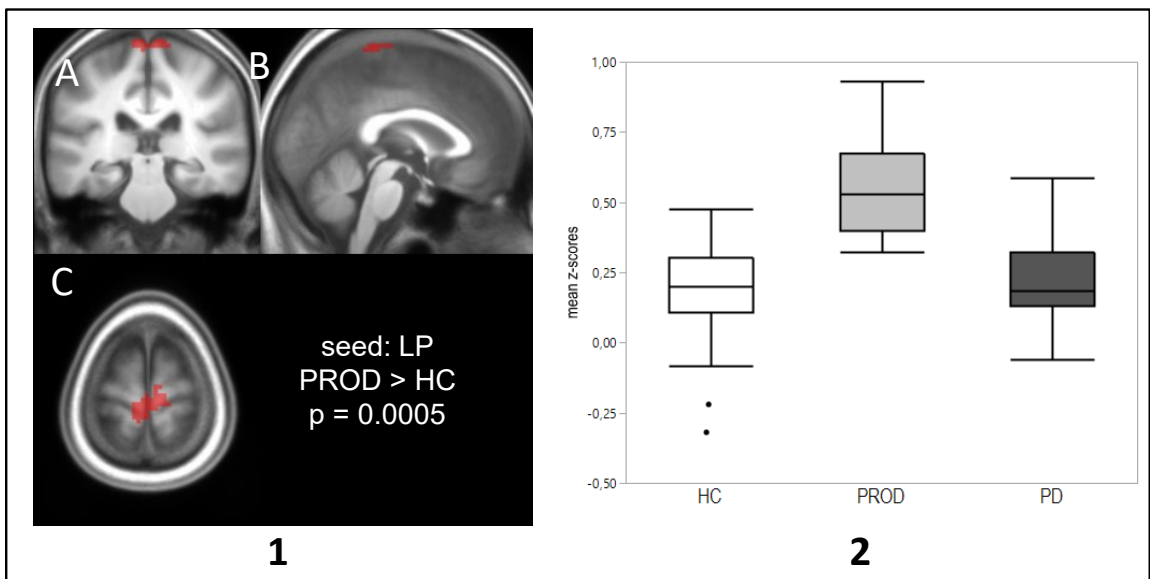 A
B
C
seed: LP
PROD > HC
p = 0.0005
1
mean z-scores
1,00
0,75
0,50
0,25
0,00
-0,25
-0,50
HC PROD PD
2